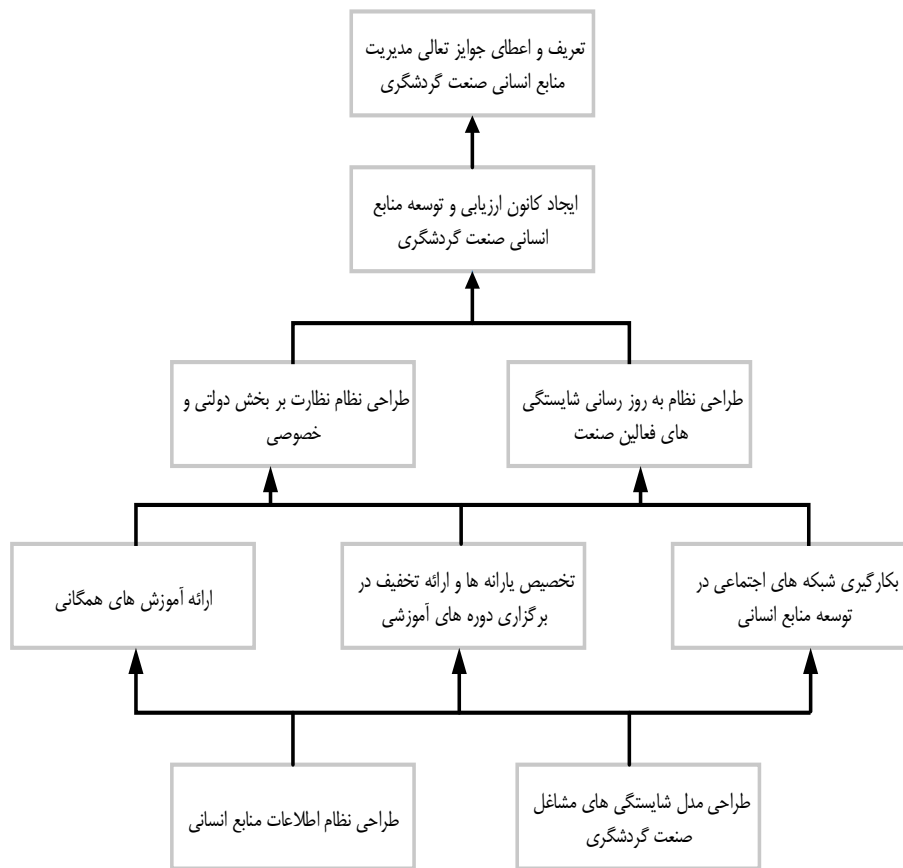 تعریف و اعطای جوایز تعالی مدیریت
منابع انسانی صنعت گردشگری
ایجاد کانون ارزیابی و توسعه منابع
انسانی صنعت گردشگری
طراحی نظام به روز رسانی شایستگی
های فعالین صنعت
طراحی نظام نظارت بر بخش دولتی و
خصوصی
بکارگیری شبکه های اجتماعی در
توسعه منابع انسانی
تخصیص یارانه ها و ارائه تخفیف در
برگزاری دوره های آموزشی
ارائه آموزش های همگانی
طراحی مدل شایستگی های مشاغل
صنعت گردشگری
طراحی نظام اطلاعات منابع انسانی